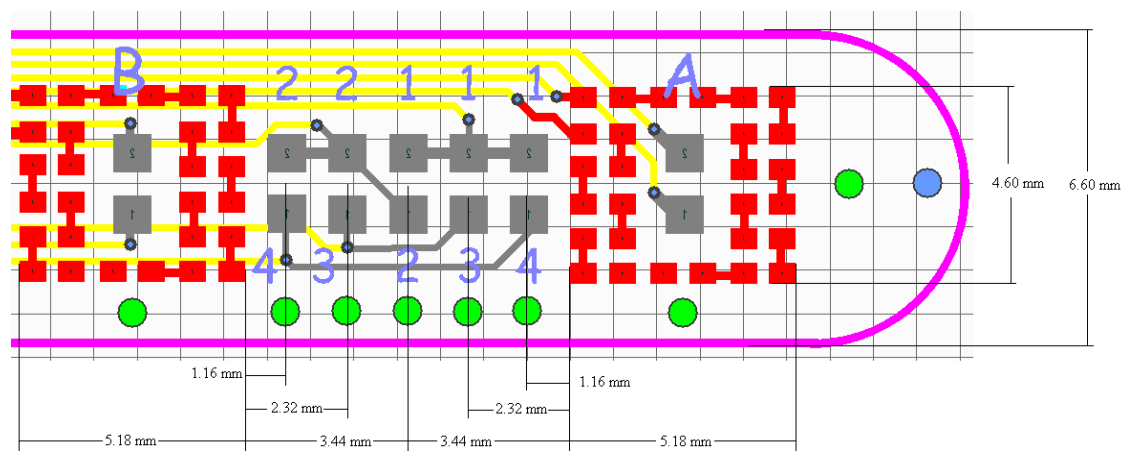 B 2 2 1 1 1 A
2 2 2 2 2 2 2
1 1 1 1 1 1 1
4 3 2 3 4
4.60 mm
6.60 mm
1.16 mm
1.16 mm
2.32 mm
2.32 mm
5.18 mm
3.44 mm
3.44 mm
5.18 mm